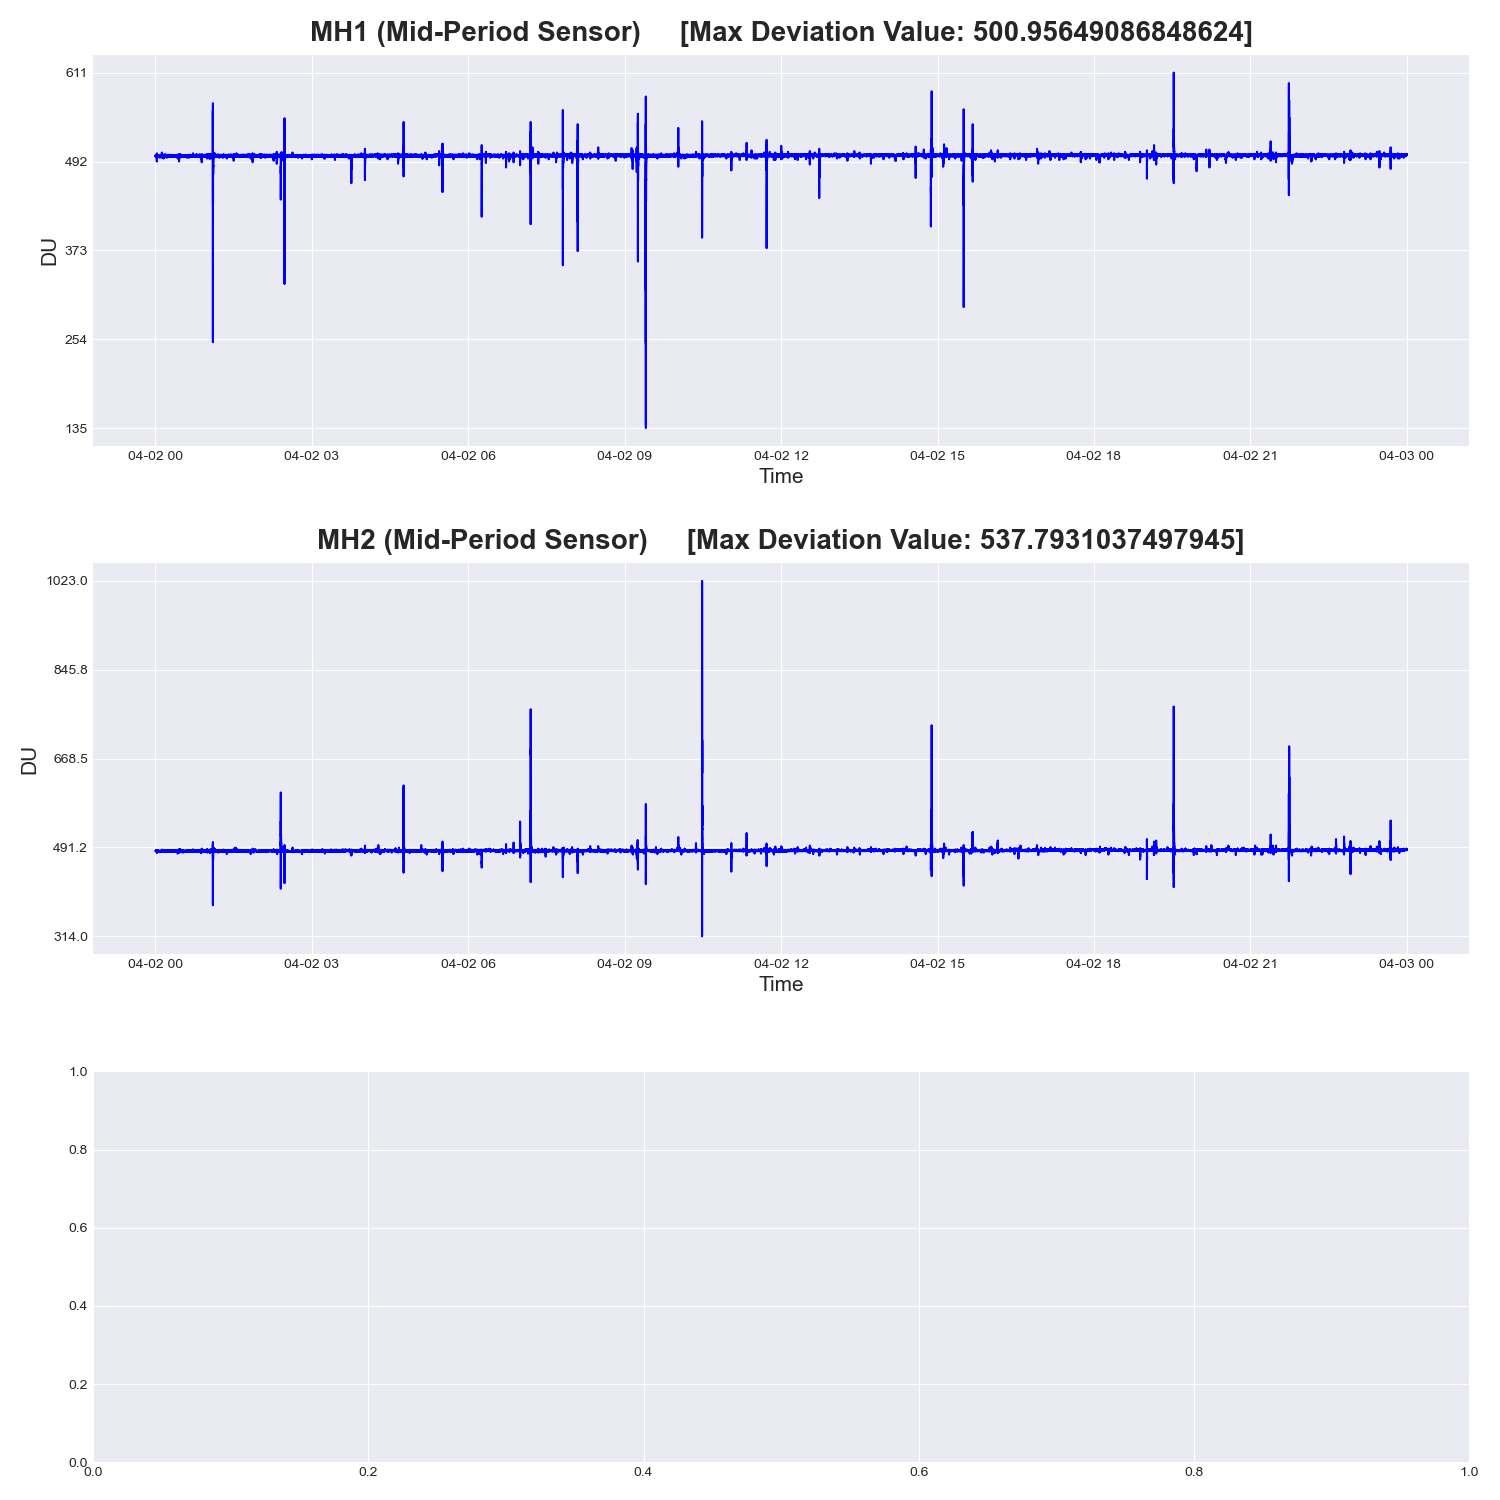 MH1 (Mid-Period Sensor) [Max Deviation Value: 500.95649086848624]
611
492
373
254
135
DU
04-02 00 04-02 03 04-02 06 04-02 09 04-02 12 04-02 15 04-02 18 04-02 21 04-03 00
Time
MH2 (Mid-Period Sensor) [Max Deviation Value: 537.7931037497945]
1023.0
845.8
668.5
491.2
314.0
DU
04-02 00 04-02 03 04-02 06 04-02 09 04-02 12 04-02 15 04-02 18 04-02 21 04-03 00
Time
1.0
0.8
0.6
0.4
0.2
0.0
0.0 0.2 0.4 0.6 0.8 1.0